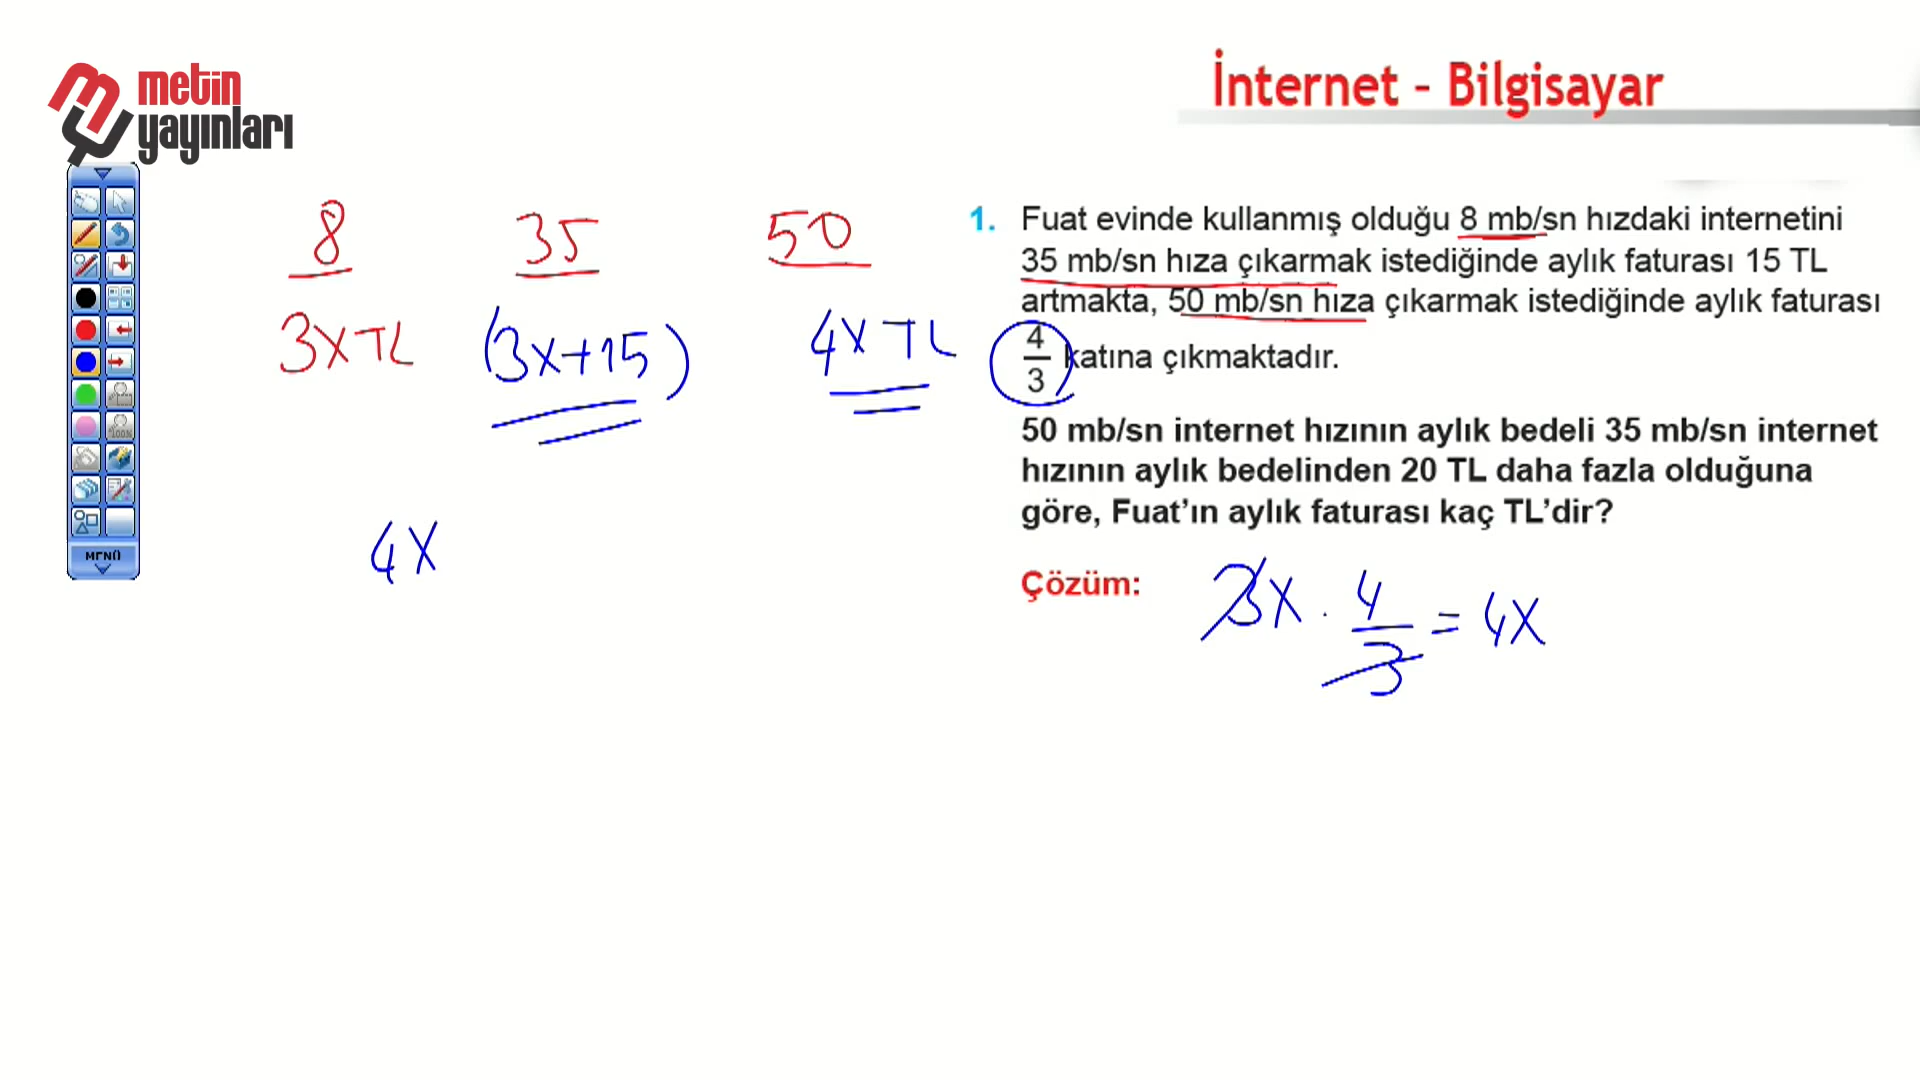 metin
yayınları
İnternet - Bilgisayar
MENÜ
8 35 50
3x TL (3x+15) 4x TL
4x
1. Fuat evinde kullanmış olduğu 8 mb/sn hızdaki internetini
35 mb/sn hıza çıkarmak istediğinde aylık faturası 15 TL
artmakta, 50 mb/sn hıza çıkarmak istediğinde aylık faturası
4/3 katına çıkmaktadır.
50 mb/sn internet hızının aylık bedeli 35 mb/sn internet
hızının aylık bedelinden 20 TL daha fazla olduğuna
göre, Fuat’ın aylık faturası kaç TL’dir?
Çözüm:
3x . 4/3 = 4x